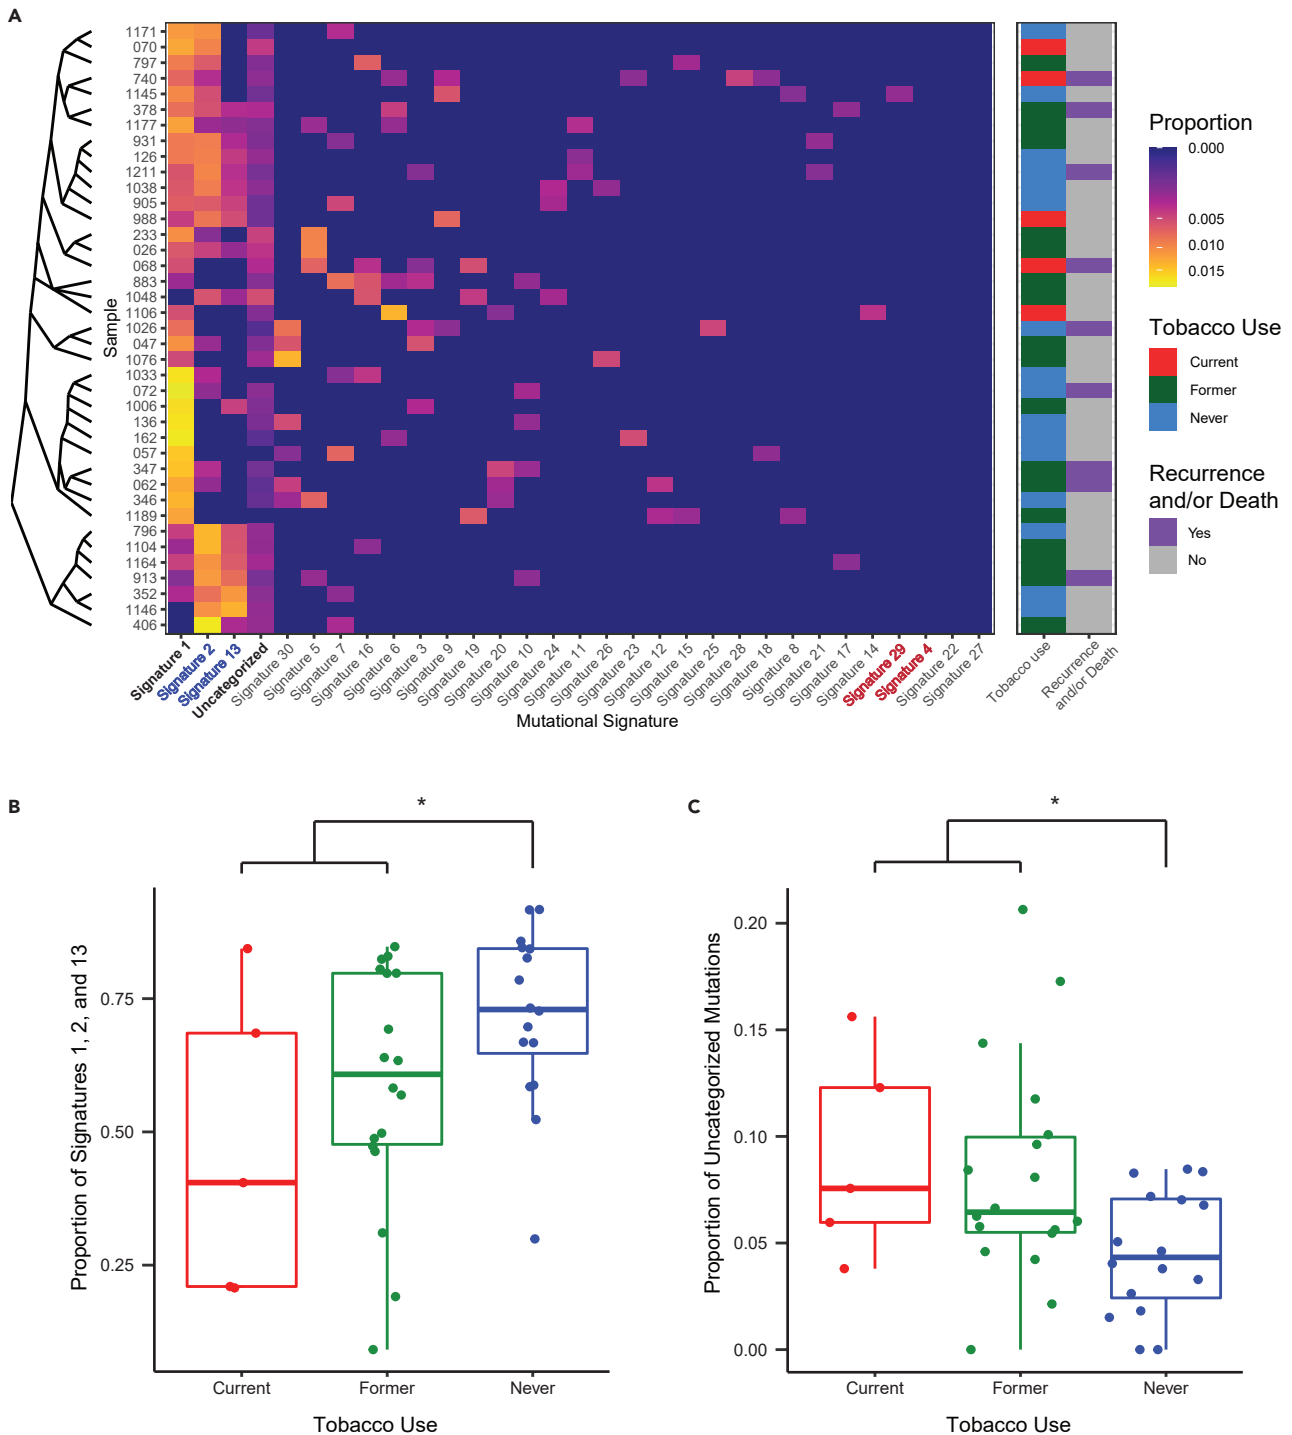 A
1171
070
797
740
1145
378
1177
931
126
1211
1038
905
988
233
026
068
883
1048
1106
1026
047
1076
1033
072
1006
136
162
057
347
062
346
1189
796
1104
1164
913
352
1146
406
Sample
Signature 1
Signature 2
Signature 13
Uncategorized
Signature 30
Signature 5
Signature 7
Signature 16
Signature 6
Signature 3
Signature 9
Signature 19
Signature 20
Signature 10
Signature 24
Signature 11
Signature 26
Signature 23
Signature 12
Signature 15
Signature 25
Signature 28
Signature 18
Signature 8
Signature 21
Signature 17
Signature 14
Signature 29
Signature 4
Signature 22
Signature 27
Mutational Signature
Tobacco use
Recurrence
and/or Death
Proportion
0.000
0.005
0.010
0.015
Tobacco Use
Current
Former
Never
Recurrence
and/or Death
Yes
No
B
*
Proportion of Signatures 1, 2, and 13
0.75
0.50
0.25
Current
Former
Never
Tobacco Use
C
*
Proportion of Uncategorized Mutations
0.20
0.15
0.10
0.05
0.00
Current
Former
Never
Tobacco Use